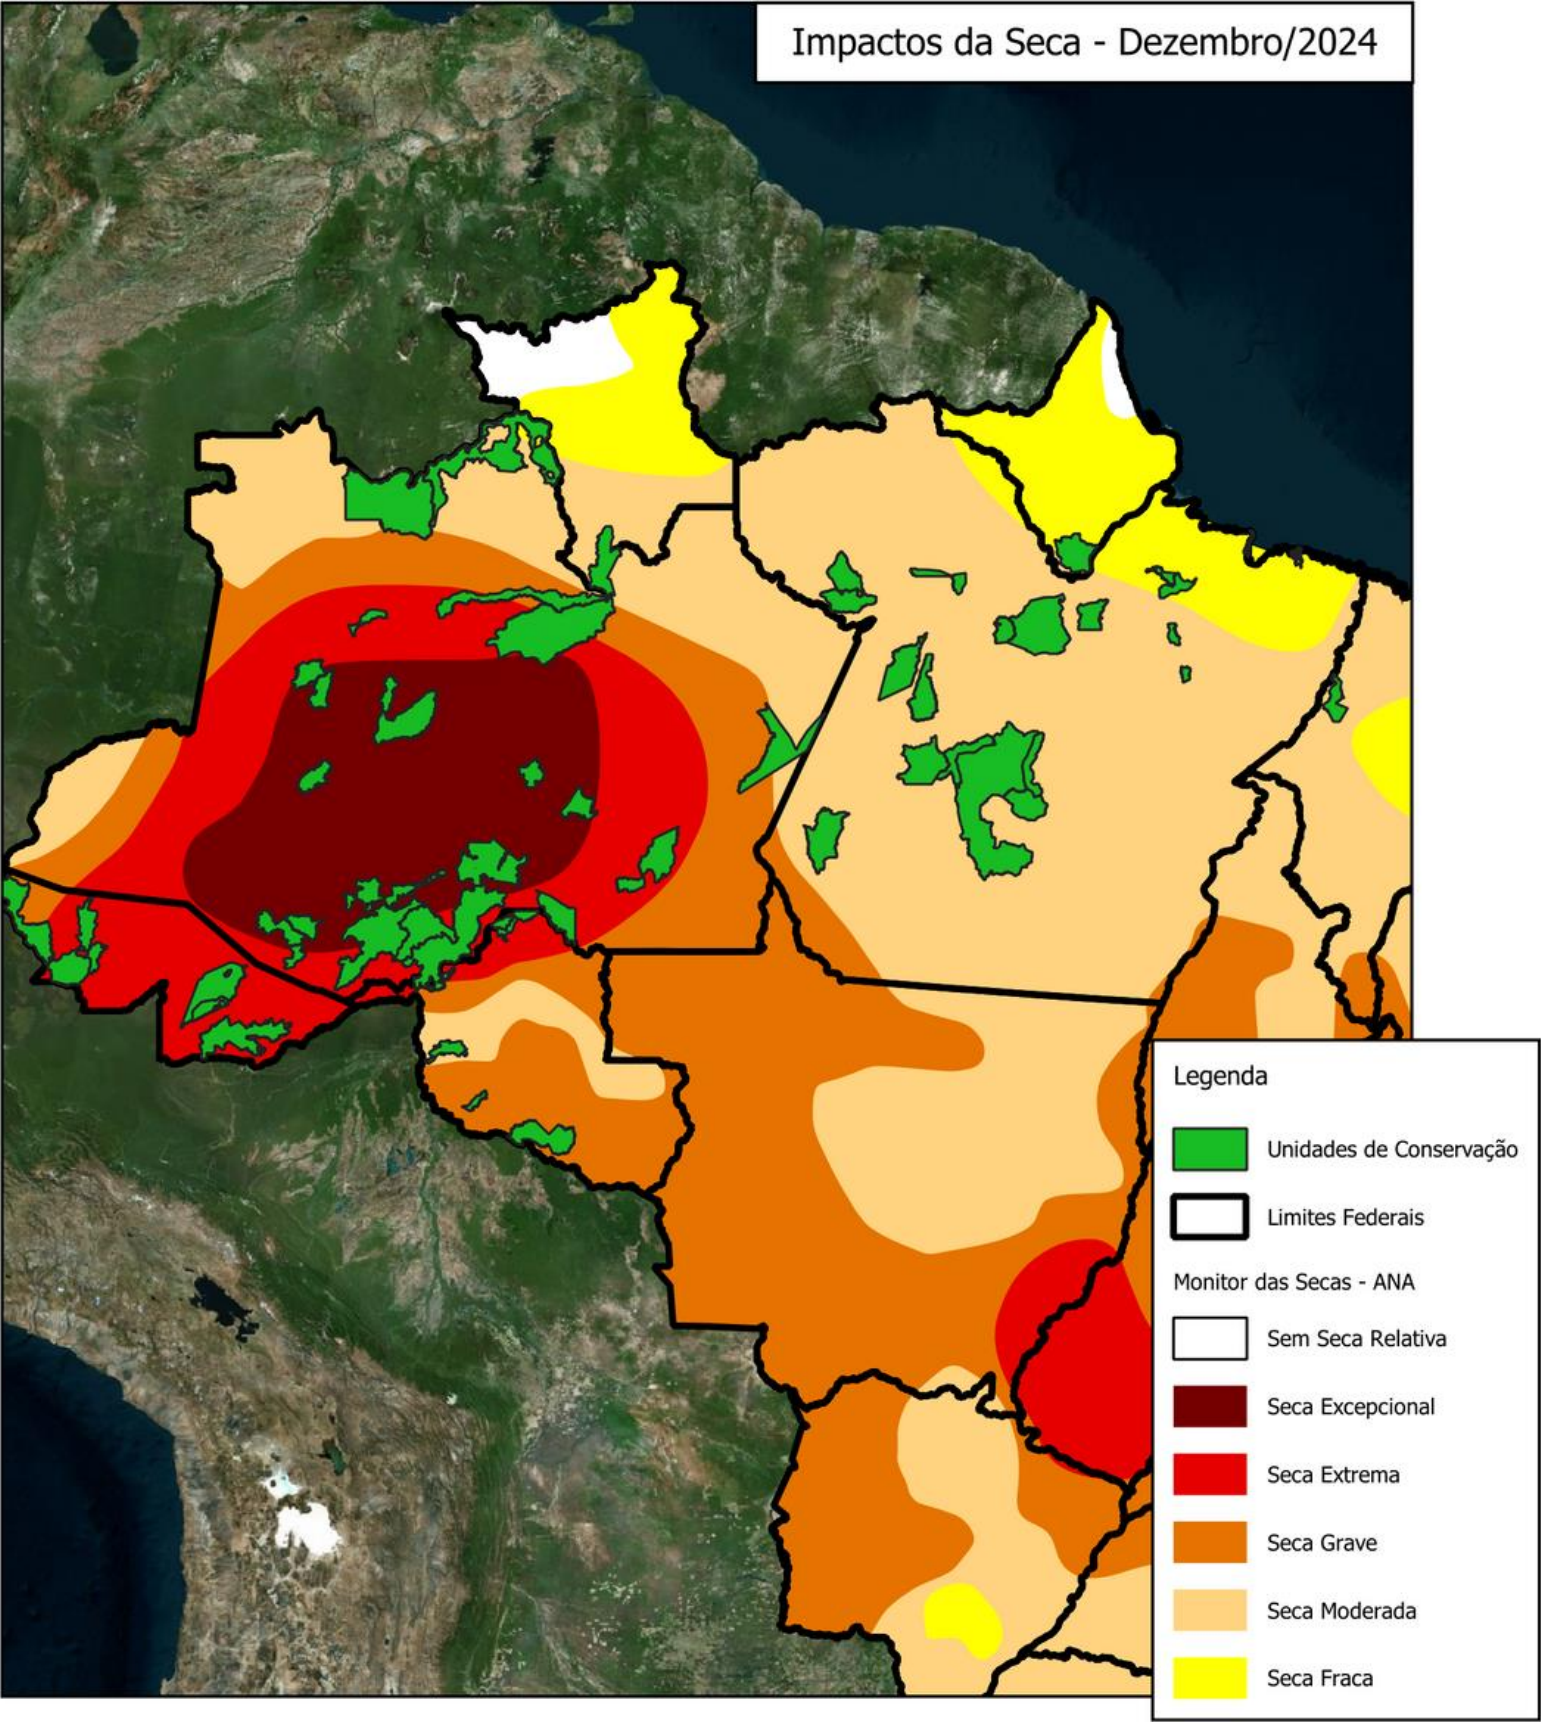 Impactos da Seca - Dezembro/2024
Legenda
Unidades de Conservação
Limites Federais
Monitor das Secas - ANA
Sem Seca Relativa
Seca Excepcional
Seca Extrema
Seca Grave
Seca Moderada
Seca Fraca